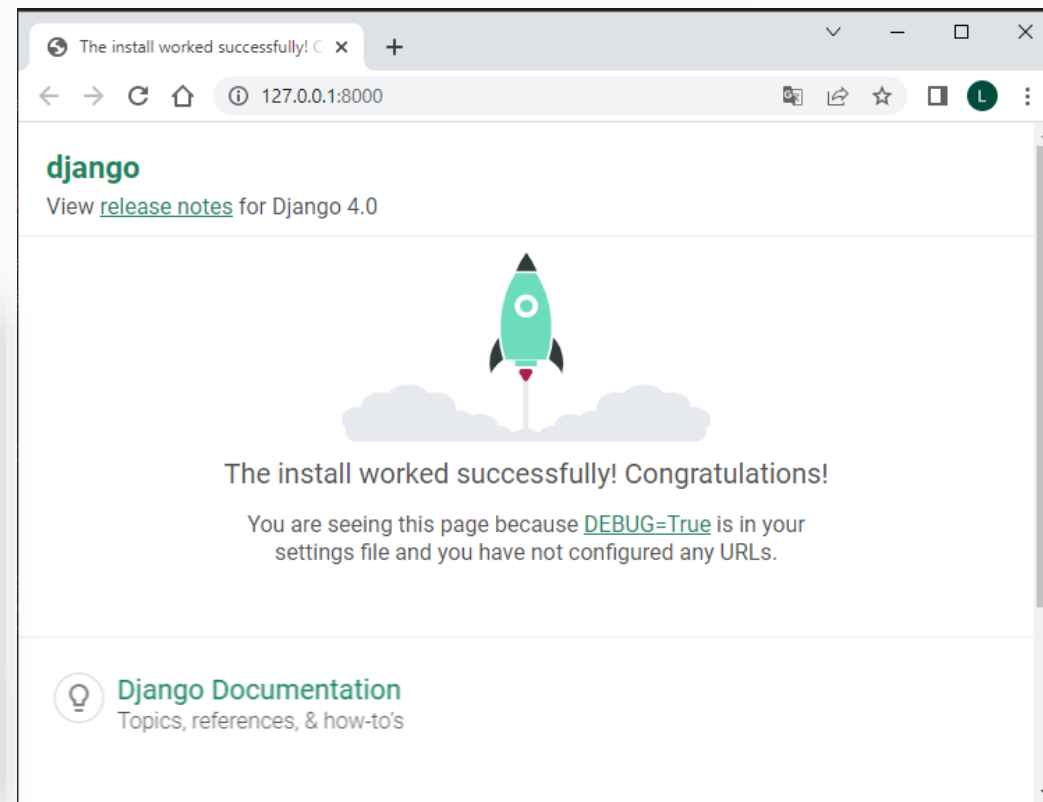 The install worked successfully! C
127.0.0.1:8000
L
django
View release notes for Django 4.0
The install worked successfully! Congratulations!
You are seeing this page because DEBUG=True is in your
settings file and you have not configured any URLs.
Django Documentation
Topics, references, & how-to's